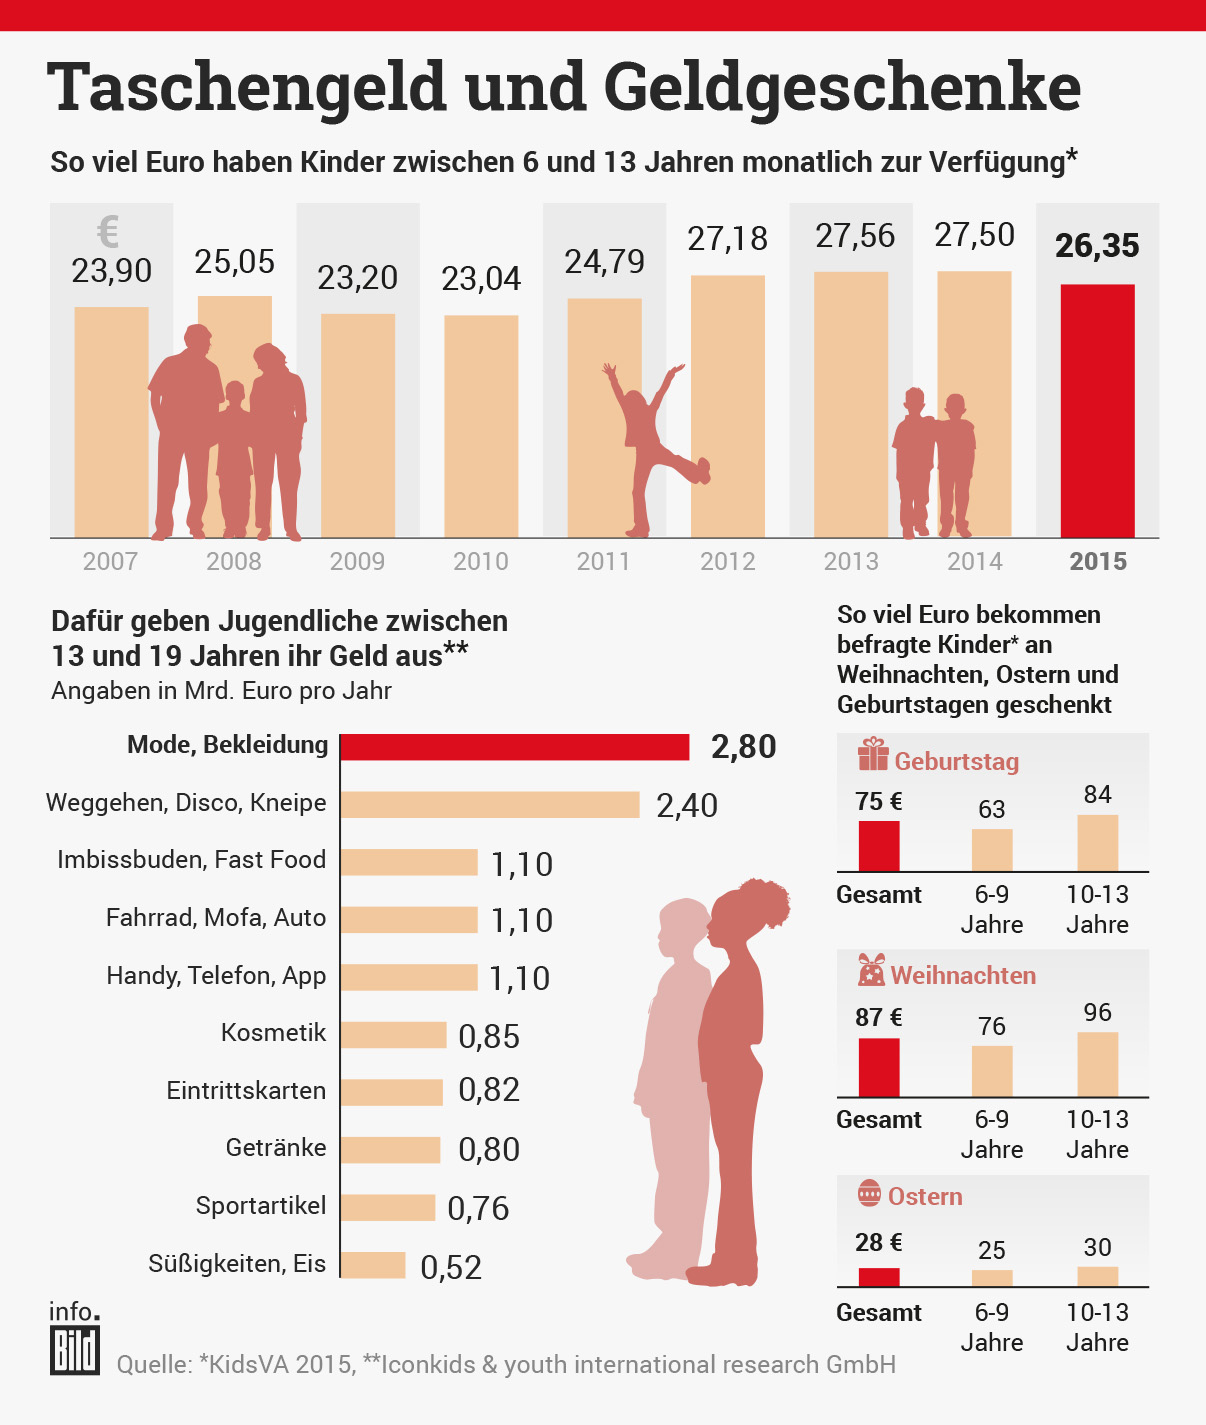 Taschengeld und Geldgeschenke
So viel Euro haben Kinder zwischen 6 und 13 Jahren monatlich zur Verfügung*
€
23,90 25,05 23,20 23,04 24,79 27,18 27,56 27,50 26,35
2007 2008 2009 2010 2011 2012 2013 2014 2015
Dafür geben Jugendliche zwischen
13 und 19 Jahren ihr Geld aus**
Angaben in Mrd. Euro pro Jahr
Mode, Bekleidung 2,80
Weggehen, Disco, Kneipe 2,40
Imbissbuden, Fast Food 1,10
Fahrrad, Mofa, Auto 1,10
Handy, Telefon, App 1,10
Kosmetik 0,85
Eintrittskarten 0,82
Getränke 0,80
Sportartikel 0,76
Süßigkeiten, Eis 0,52
So viel Euro bekommen
befragte Kinder* an
Weihnachten, Ostern und
Geburtstagen geschenkt
Geburtstag
75 € 63 84
Gesamt 6-9 10-13
Jahre Jahre
Weihnachten
87 € 76 96
Gesamt 6-9 10-13
Jahre Jahre
Ostern
28 € 25 30
Gesamt 6-9 10-13
Jahre Jahre
info.
Bild
Quelle: *KidsVA 2015, **Iconkids & youth international research GmbH